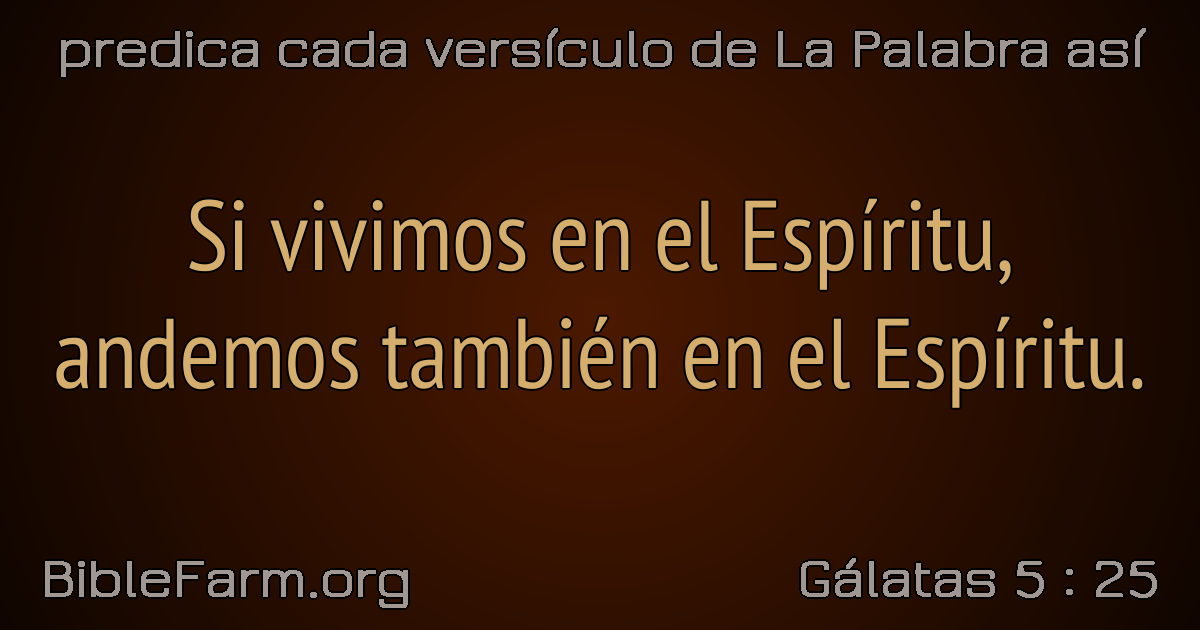 predica cada versículo de La Palabra así
Si vivimos en el Espíritu,
andemos también en el Espíritu.
BibleFarm.org
Gálatas 5 : 25